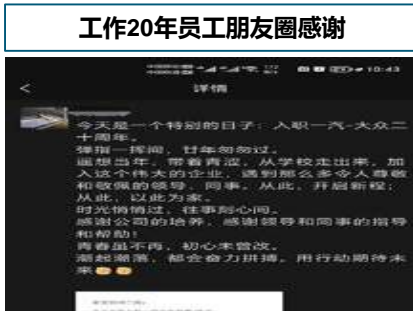 工作20年员工朋友圈感谢
10:43
详情
今天是一个特别的日子：入职一汽-大众二
十周年。
弹指一挥间，廿年匆匆过。
遥想当年，带着青涩，从学校走出来，加
入这个伟大的企业，遇到那么多令人尊敬
和敬佩的领导、同事，从此，开启新程；
从此，以此为家。
时光悄悄过，往事刻心间。
感谢公司的培养，感谢领导和同事的指导
和帮助！
青春虽不再，初心未曾改。
潮起潮落，都会奋力拼搏，用行动期待未
来